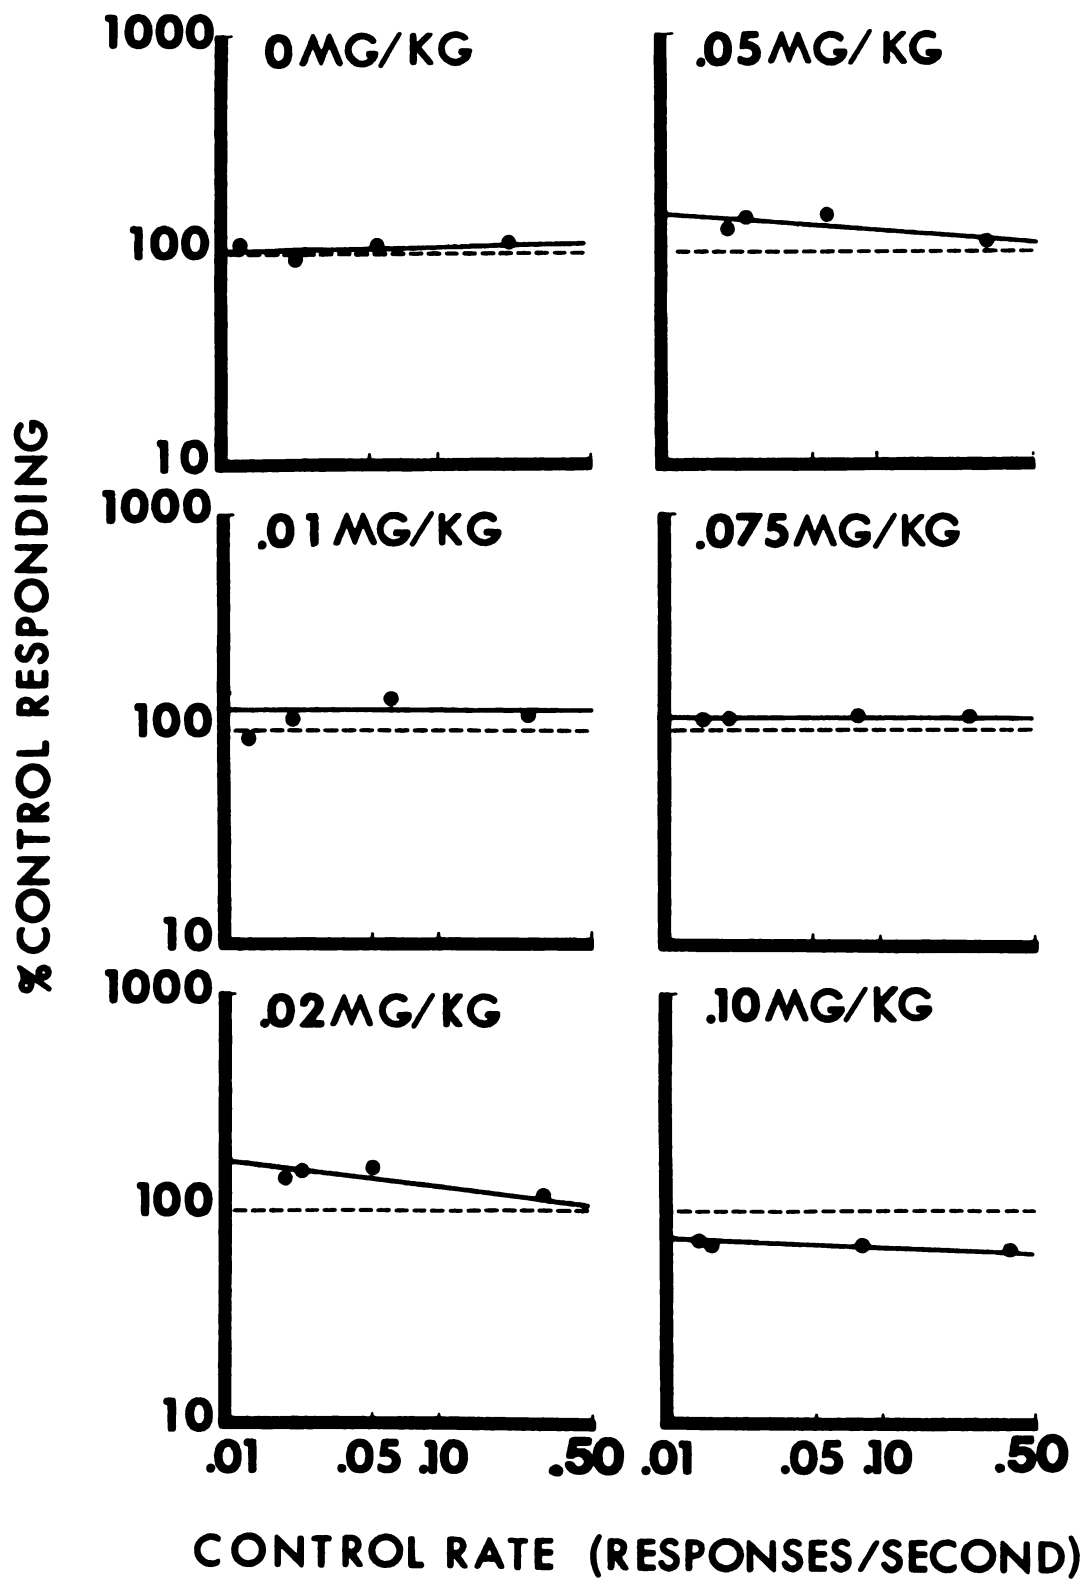 1000
0 MG/KG
.05 MG/KG
100
10
1000
.01 MG/KG
.075 MG/KG
100
10
1000
.02 MG/KG
.10 MG/KG
100
10
.01 .05 .10 .50 .01 .05 .10 .50
% CONTROL RESPONDING
CONTROL RATE (RESPONSES/SECOND)